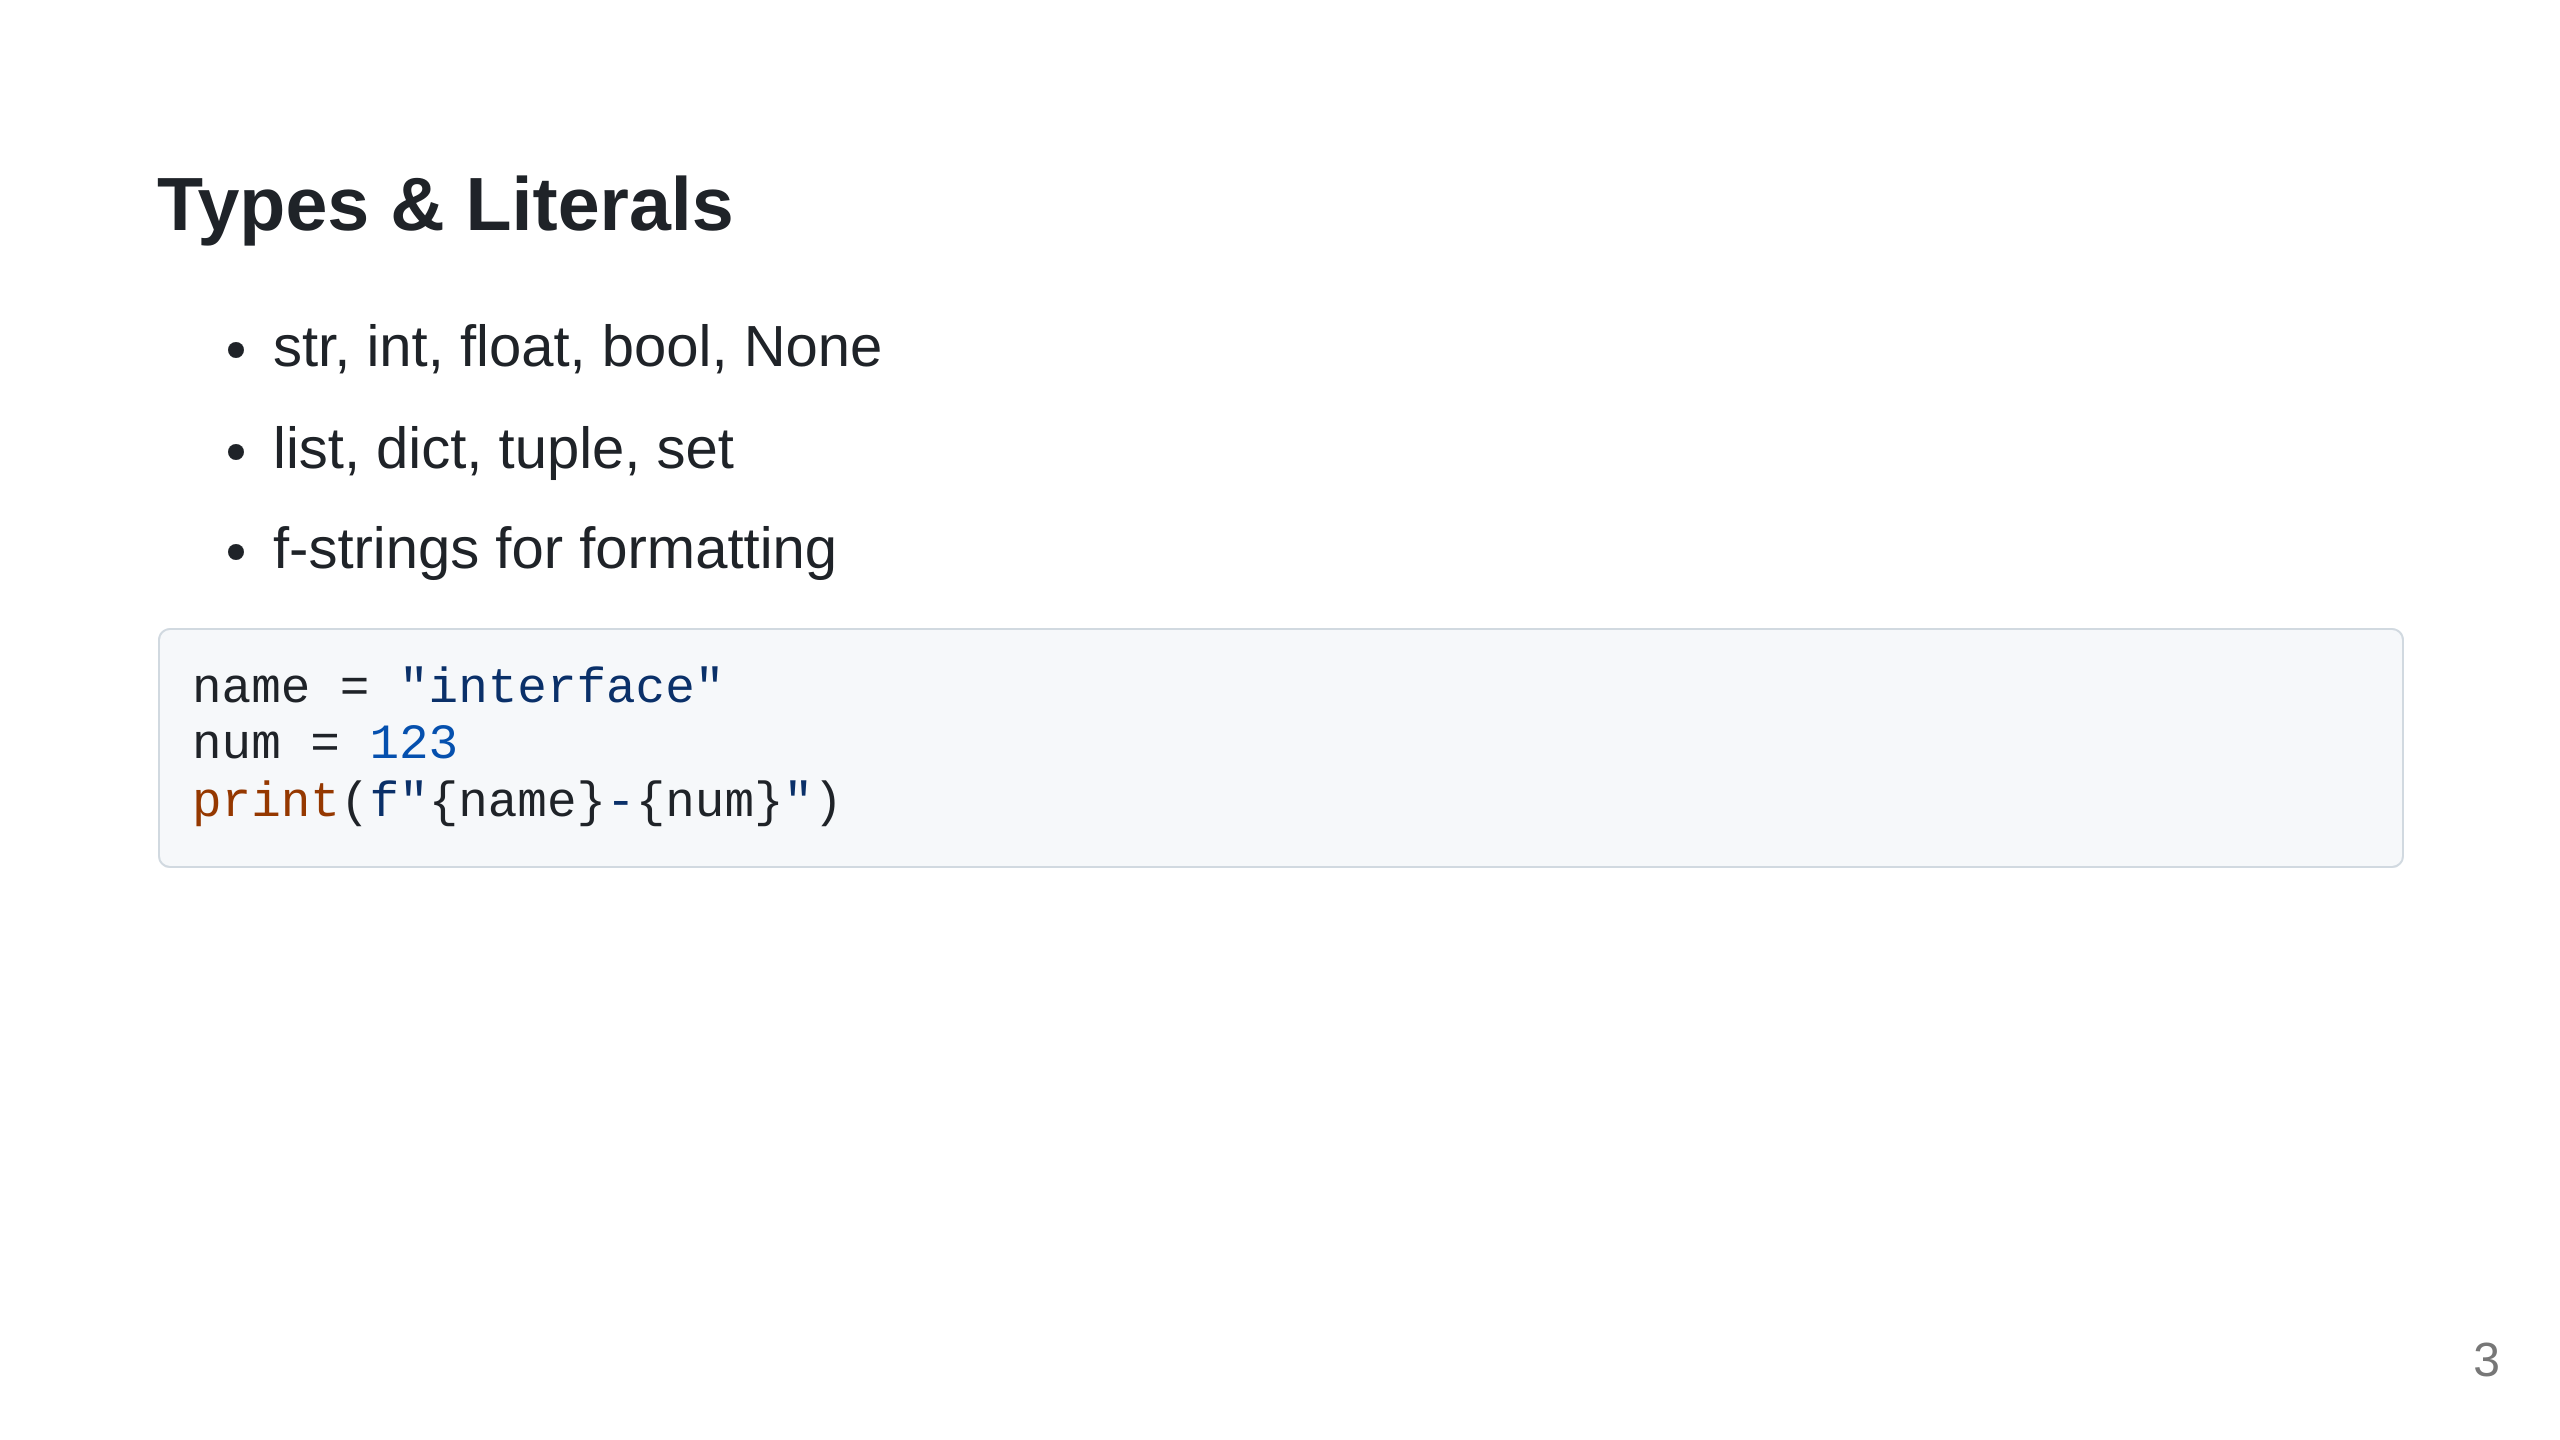 Types & Literals
• str, int, float, bool, None
• list, dict, tuple, set
• f-strings for formatting
name = "interface"
num = 123
print(f"{name}-{num}")
3